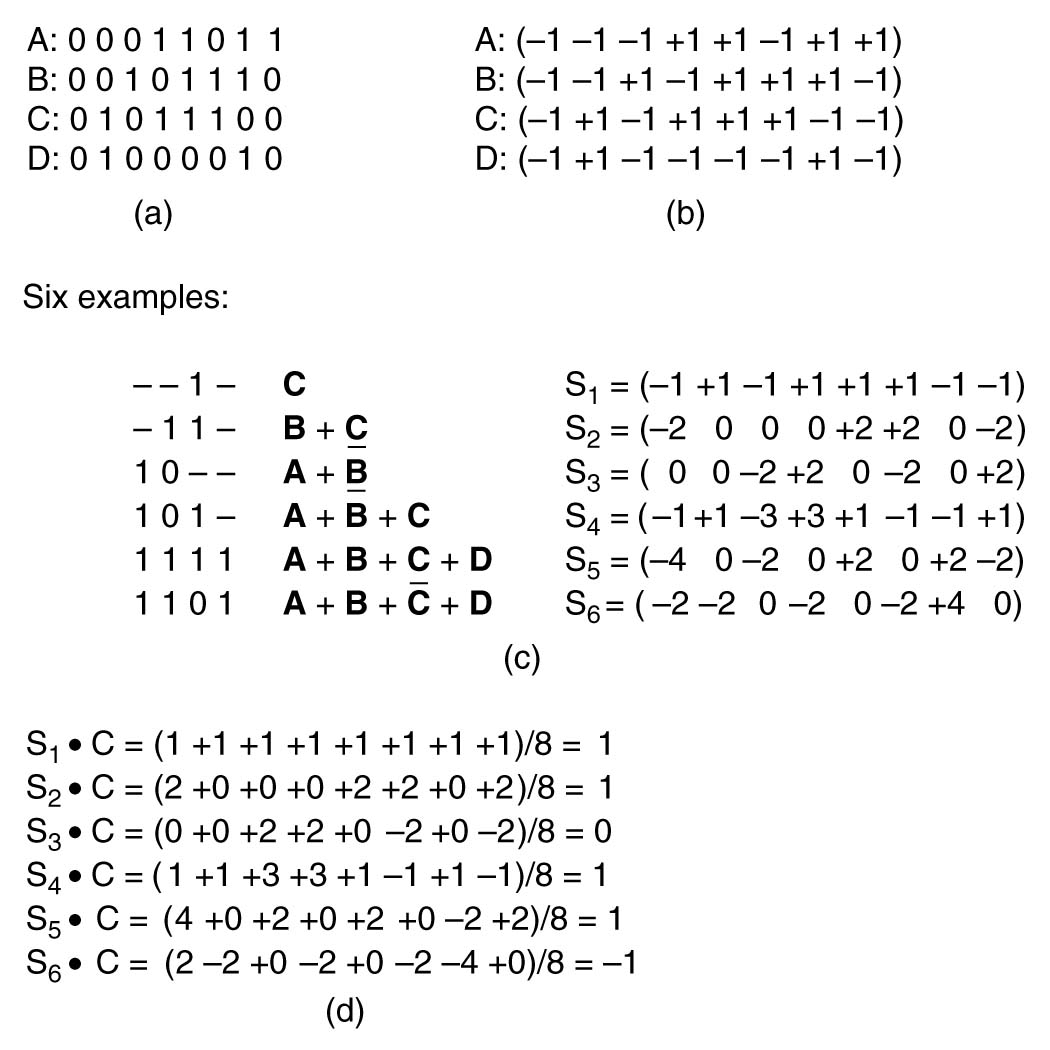 A: 0 0 0 1 1 0 1 1 A: (–1 –1 –1 +1 +1 –1 +1 +1)
B: 0 0 1 0 1 1 1 0 B: (–1 –1 +1 –1 +1 +1 +1 –1)
C: 0 1 0 1 1 1 0 0 C: (–1 +1 –1 +1 +1 +1 –1 –1)
D: 0 1 0 0 0 0 1 0 D: (–1 +1 –1 –1 –1 –1 +1 –1)
(a) (b)
Six examples:
– – 1 – C S₁ = (–1 +1 –1 +1 +1 +1 –1 –1)
– 1 1 – B + C S₂ = (–2 0 0 0 +2 +2 0 –2)
1 0 – – A + B̅ S₃ = ( 0 0 –2 +2 0 –2 0 +2)
1 0 1 – A + B̅ + C S₄ = (–1 +1 –3 +3 +1 –1 –1 +1)
1 1 1 1 A + B + C + D S₅ = (–4 0 –2 0 +2 0 +2 –2)
1 1 0 1 A + B + C̅ + D S₆ = (–2 –2 0 –2 0 –2 +4 0)
(c)
S₁ • C = (1 +1 +1 +1 +1 +1 +1 +1)/8 = 1
S₂ • C = (2 +0 +0 +0 +2 +2 +0 +2)/8 = 1
S₃ • C = (0 +0 +2 +2 +0 –2 +0 –2)/8 = 0
S₄ • C = (1 +1 +3 +3 +1 –1 +1 –1)/8 = 1
S₅ • C = (4 +0 +2 +0 +2 +0 –2 +2)/8 = 1
S₆ • C = (2 –2 +0 –2 +0 –2 –4 +0)/8 = –1
(d)